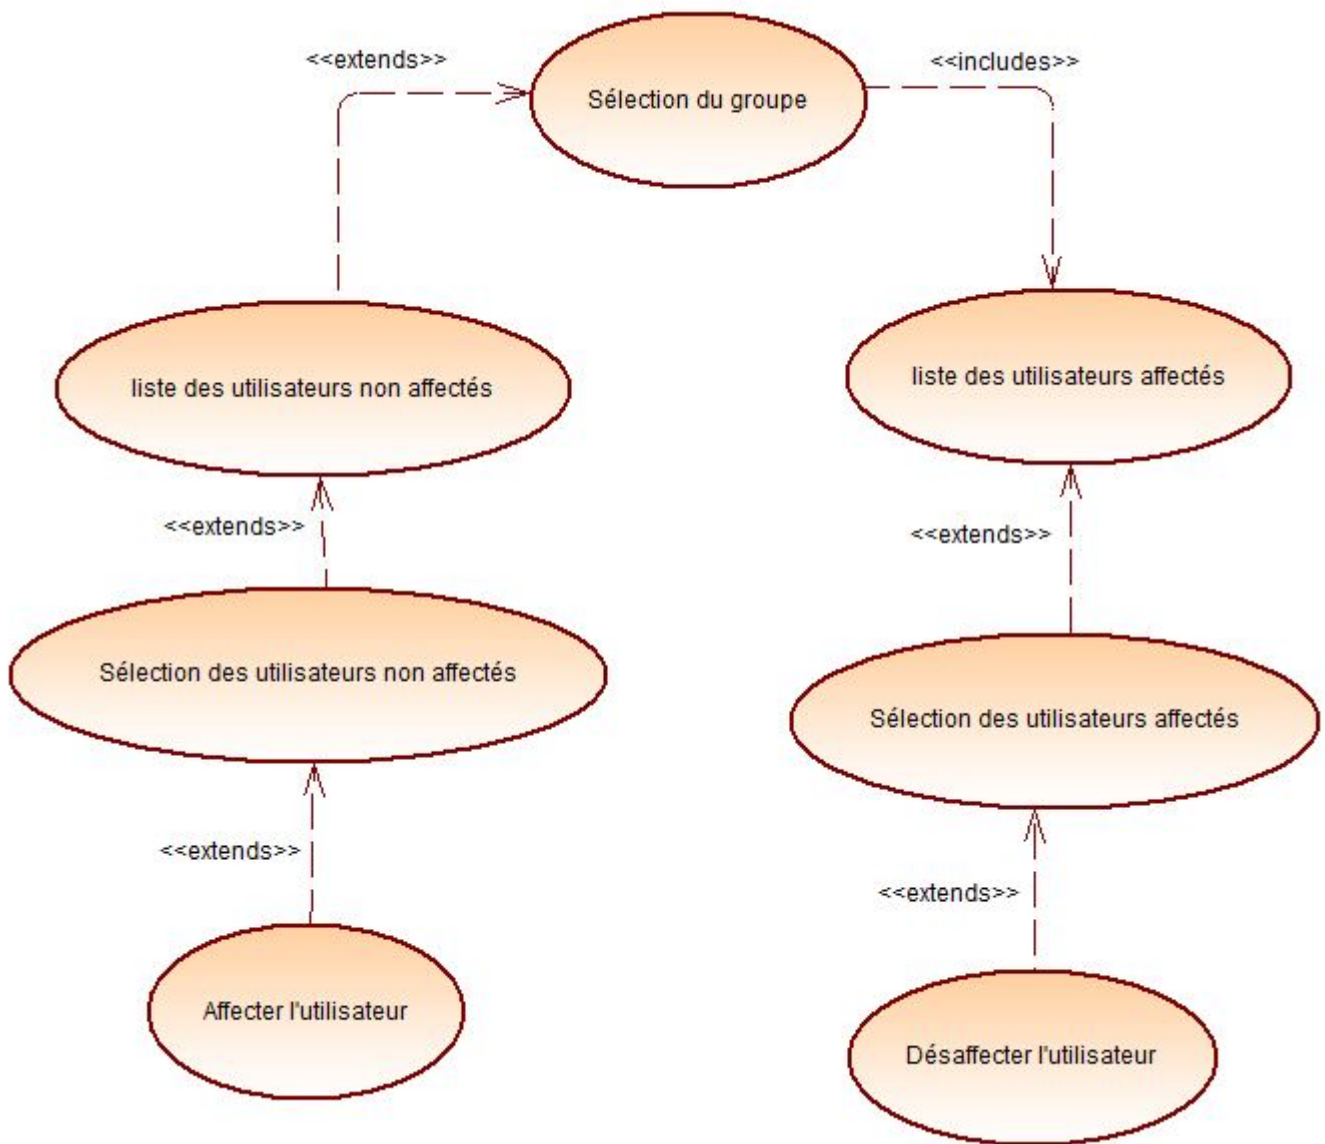 <<extends>>
<<includes>>
Sélection du groupe
liste des utilisateurs non affectés
liste des utilisateurs affectés
<<extends>>
<<extends>>
Sélection des utilisateurs non affectés
Sélection des utilisateurs affectés
<<extends>>
<<extends>>
Affecter l'utilisateur
Désaffecter l'utilisateur